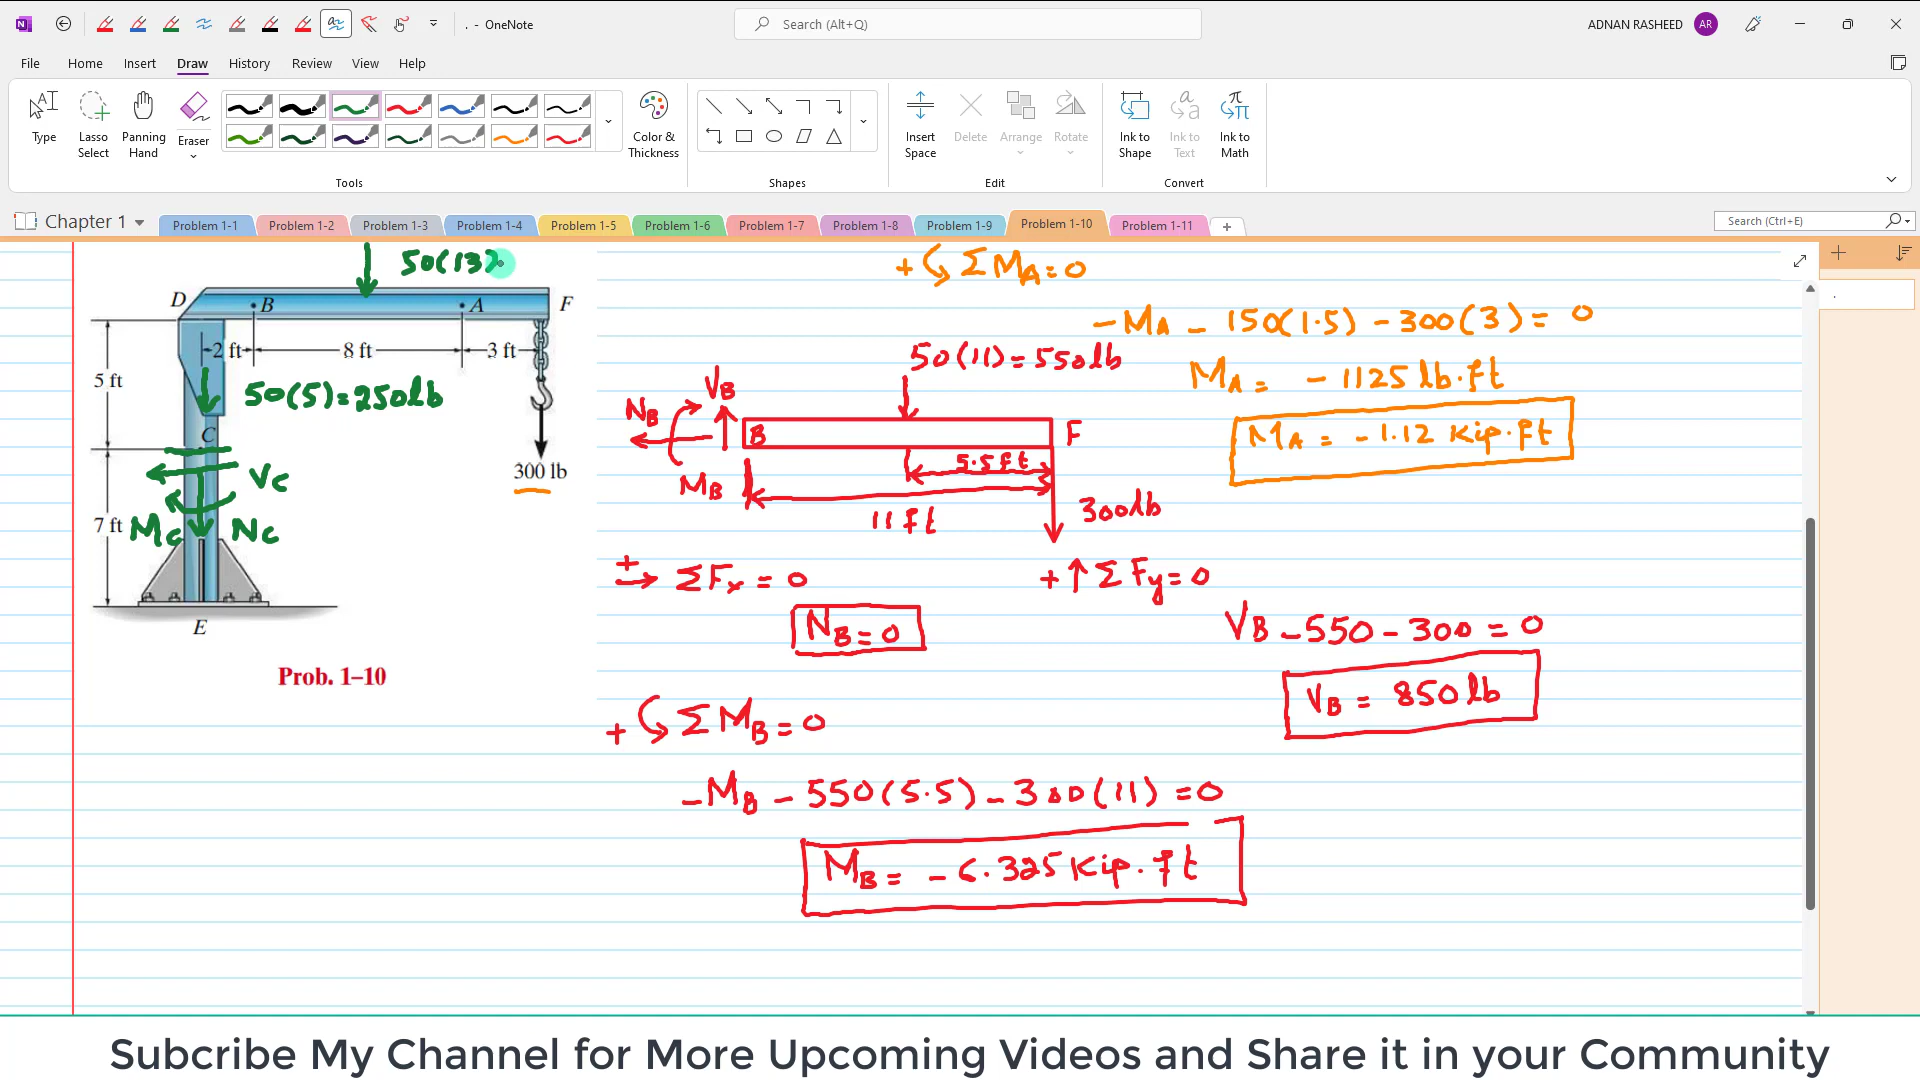 . - OneNote
Search (Alt+Q)
ADNAN RASHEED AR
File Home Insert Draw History Review View Help
Type
Lasso Select
Panning Hand
Eraser
Color & Thickness
Insert Space
Delete
Arrange
Rotate
Ink to Shape
Ink to Text
Ink to Math
Tools
Shapes
Edit
Convert
Chapter 1
Problem 1-1 Problem 1-2 Problem 1-3 Problem 1-4 Problem 1-5 Problem 1-6 Problem 1-7 Problem 1-8 Problem 1-9 Problem 1-10 Problem 1-11
Search (Ctrl+E)
50(13)
D B A F
2 ft 8 ft 3 ft
5 ft
50(5)=250lb
C
Vc
300 lb
7 ft Mc Nc
E
Prob. 1–10
+ ΣMA=0
-MA - 150(1.5) - 300(3) = 0
MA = -1125 lb.ft
MA = -1.12 Kip.ft
50(11)=550lb
VB
NB
B F
5.5ft
MB
11 ft
300lb
+ ΣFx = 0
NB=0
+↑ΣFy=0
VB - 550 - 300 = 0
VB = 850 lb
+ ΣMB=0
-MB - 550(5.5) - 300(11) = 0
MB = -6.325 Kip.ft
Subcribe My Channel for More Upcoming Videos and Share it in your Community